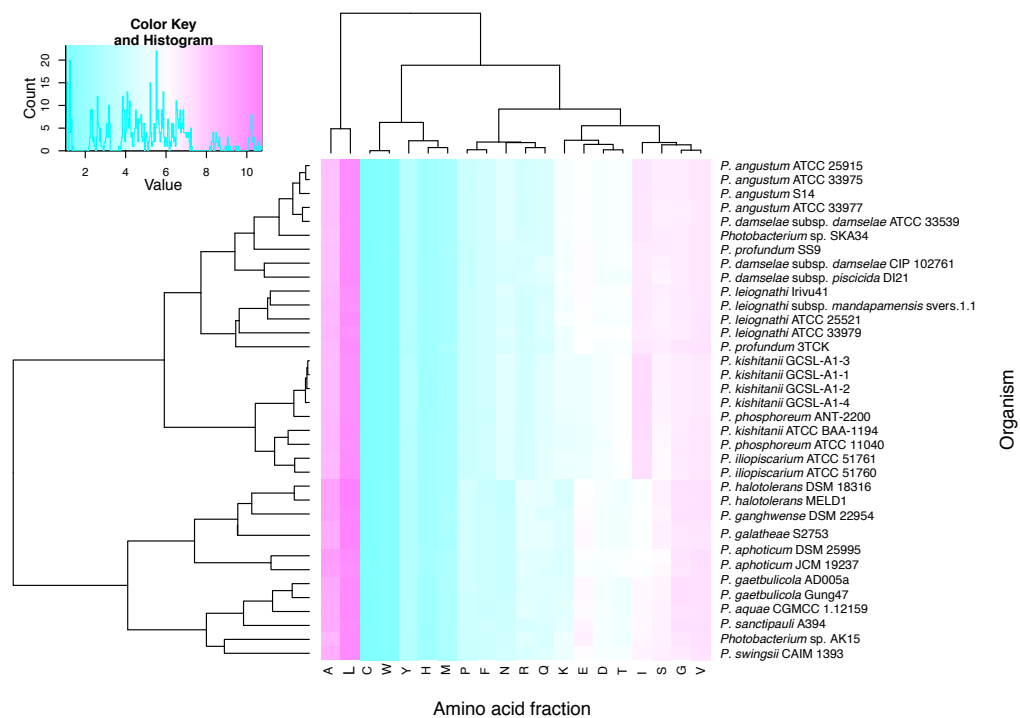 Color Key
and Histogram
Count
0 5 10 15 20
2 4 6 8 10
Value
P. angustum ATCC 25915
P. angustum ATCC 33975
P. angustum S14
P. angustum ATCC 33977
P. damselae subsp. damselae ATCC 33539
Photobacterium sp. SKA34
P. profundum SS9
P. damselae subsp. damselae CIP 102761
P. damselae subsp. piscicida DI21
P. leiognathi lrivu41
P. leiognathi subsp. mandapamensis svers.1.1
P. leiognathi ATCC 25521
P. leiognathi ATCC 33979
P. profundum 3TCK
P. kishitanii GCSL-A1-3
P. kishitanii GCSL-A1-1
P. kishitanii GCSL-A1-2
P. kishitanii GCSL-A1-4
P. phosphoreum ANT-2200
P. kishitanii ATCC BAA-1194
P. phosphoreum ATCC 11040
P. iliopiscarium ATCC 51761
P. iliopiscarium ATCC 51760
P. halotolerans DSM 18316
P. halotolerans MELD1
P. ganghwense DSM 22954
P. galatheae S2753
P. aphoticum DSM 25995
P. aphoticum JCM 19237
P. gaetbulicola AD005a
P. gaetbulicola Gung47
P. aquae CGMCC 1.12159
P. sanctipauli A394
Photobacterium sp. AK15
P. swingsii CAIM 1393
Organism
A L C W Y H M P F N R Q K E D T I S G V
Amino acid fraction